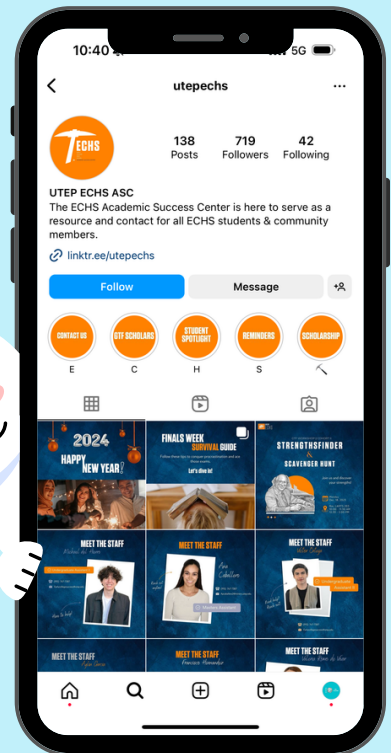 10:40
5G
utepechs
TECHS
138 719 42
Posts Followers Following
UTEP ECHS ASC
The ECHS Academic Success Center is here to serve as a
resource and contact for all ECHS students & community
members.
linktr.ee/utepechs
Follow Message
CONTACT US
GTF SCHOLARS
STUDENT
SPOTLIGHT
REMINDERS
SCHOLARSHIP
E C H S
2024
HAPPY
NEW YEAR!
FINALS WEEK
SURVIVAL GUIDE
Let's dive in!
STRENGTHSFINDER
&
SCAVENGER HUNT
MEET THE STAFF
MEET THE STAFF
Ana
Caballero
MEET THE STAFF
MEET THE STAFF
MEET THE STAFF
MEET THE STAFF